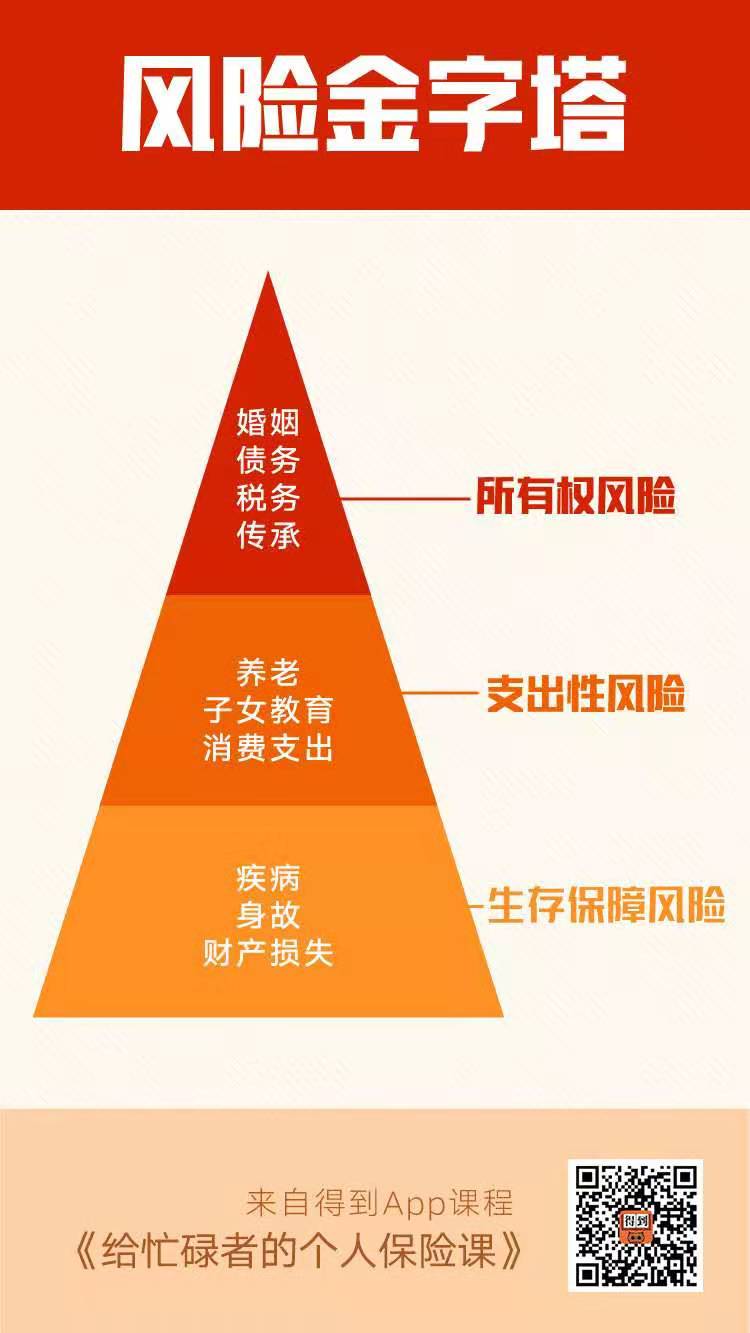 风险金字塔
婚姻
债务
税务
传承
所有权风险
养老
子女教育
消费支出
支出性风险
疾病
身故
财产损失
生存保障风险
来自得到App课程
《给忙碌者的个人保险课》
得到